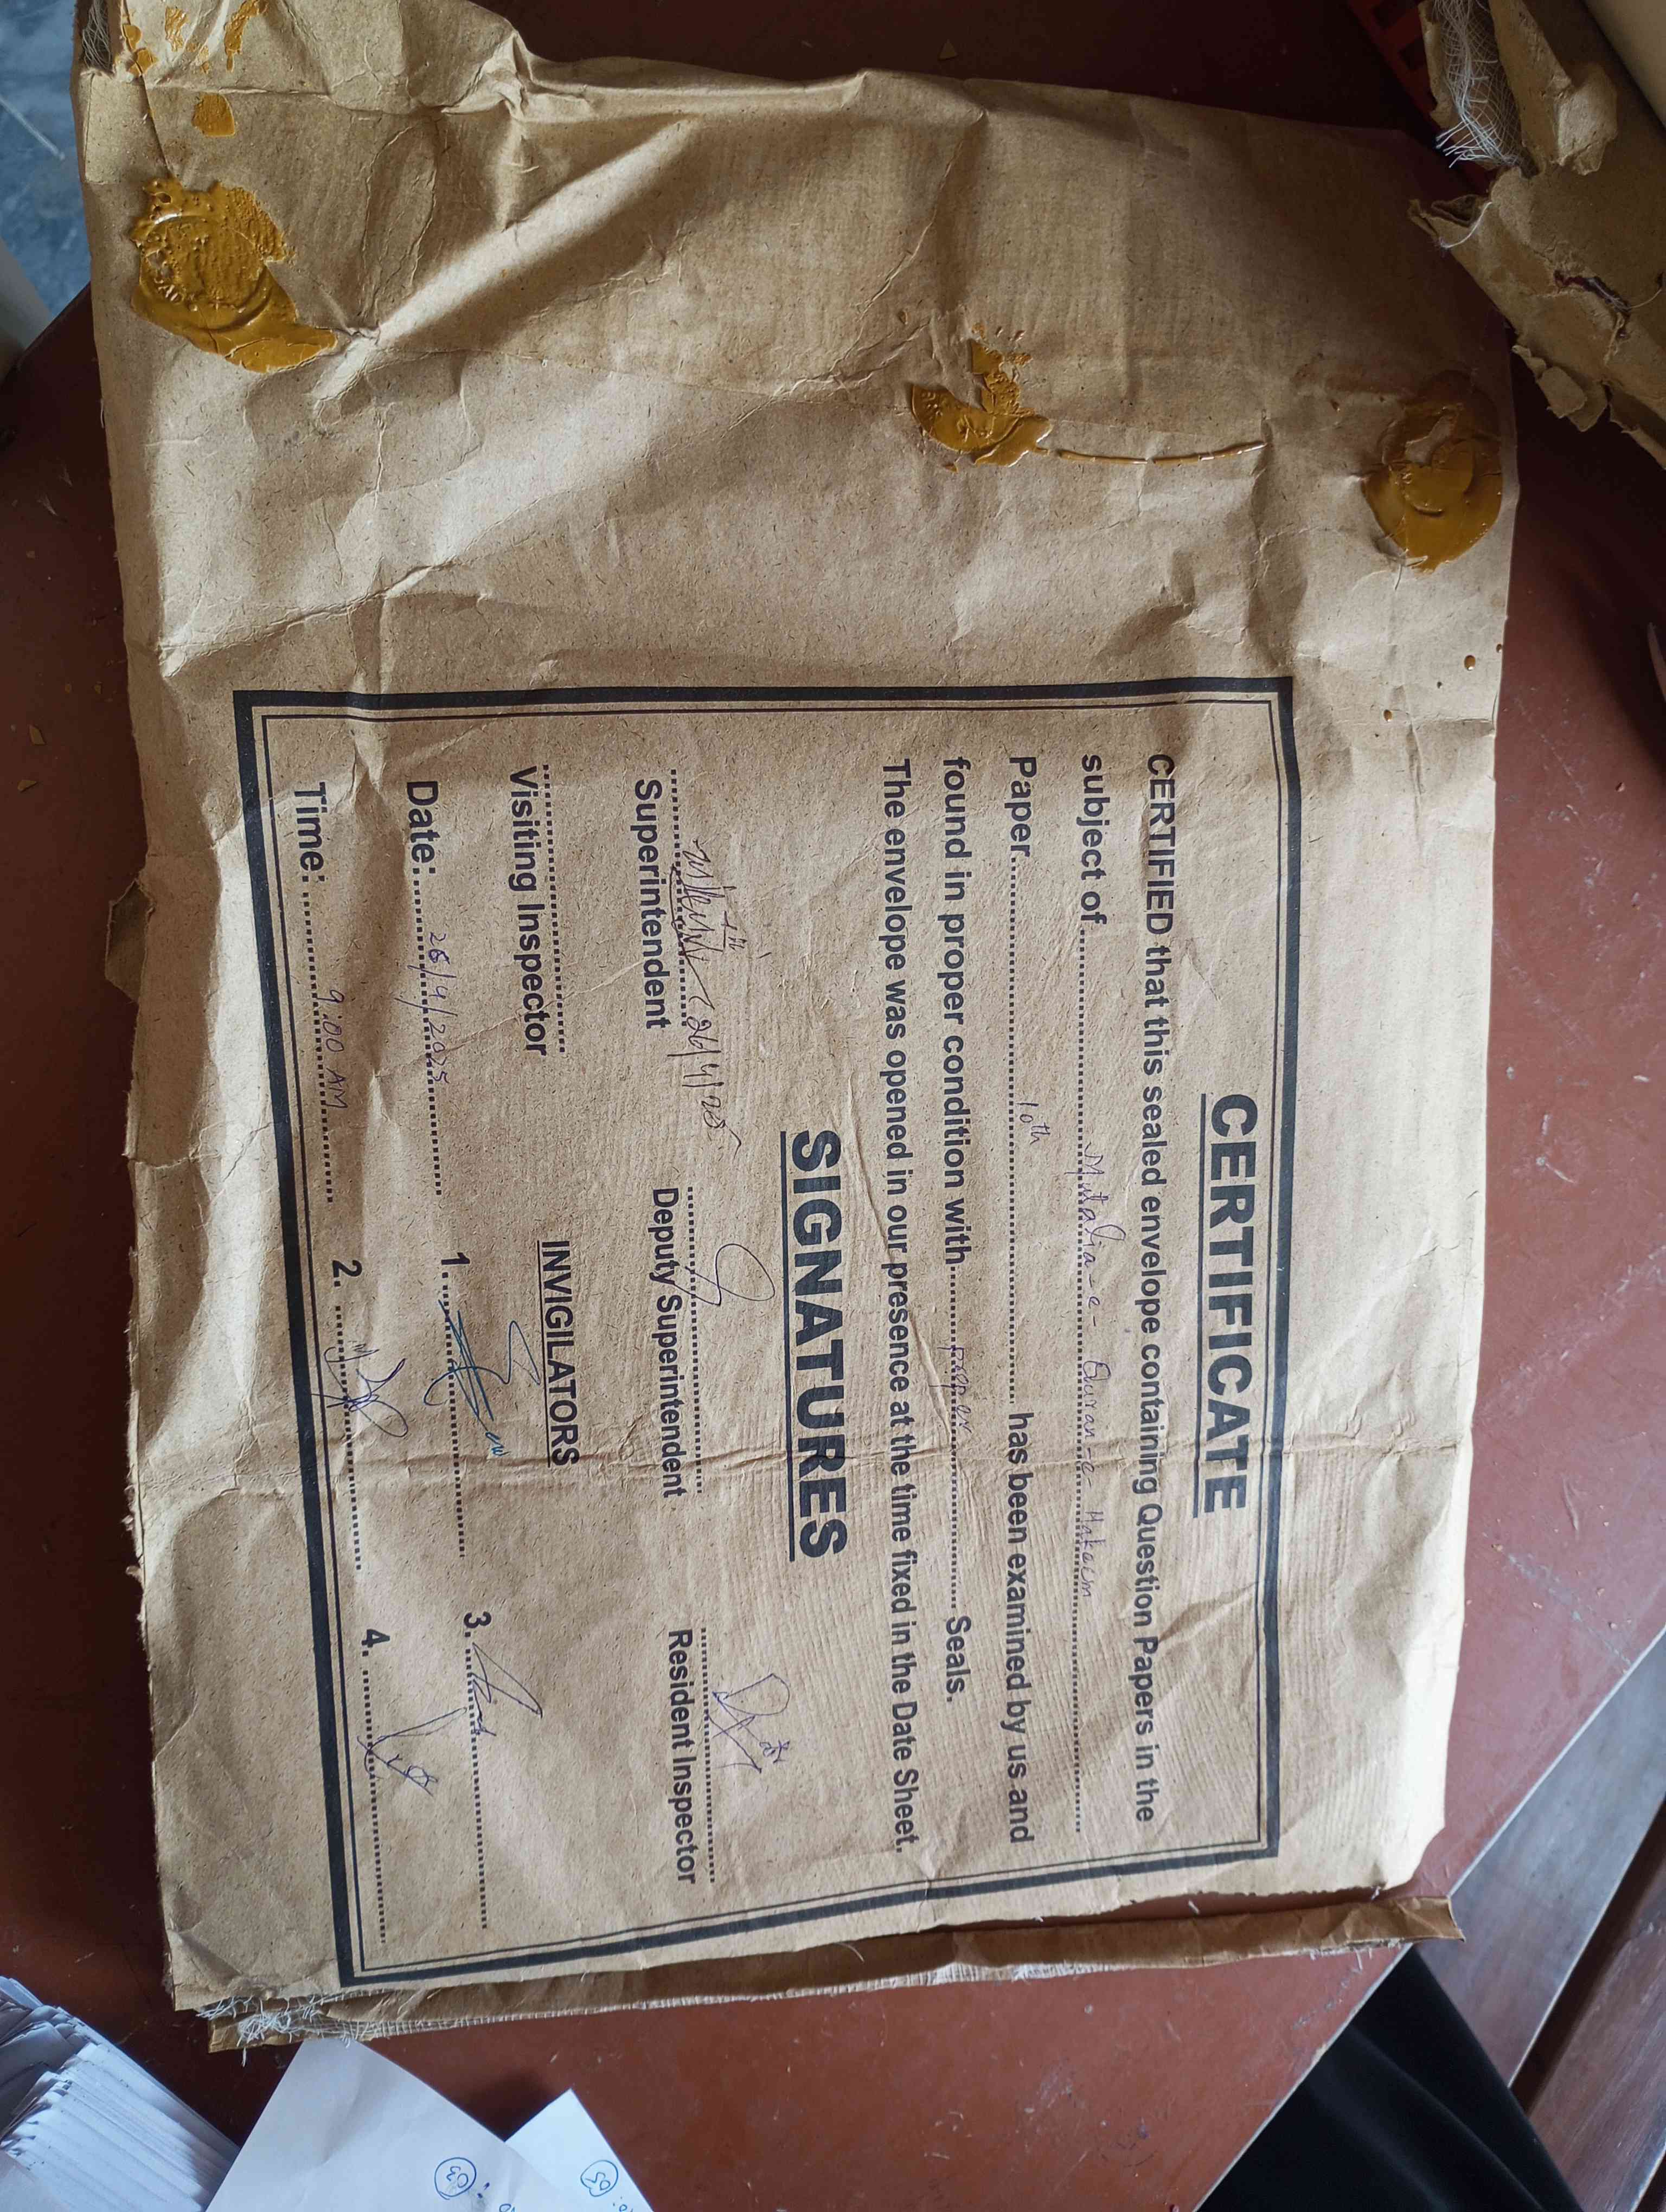 CERTIFICATE
CERTIFIED that this sealed envelope containing Question Papers in the
subject of Mutalia-e-Quran-e-Hakeem
Paper 10th has been examined by us and
found in proper condition with proper Seals.
The envelope was opened in our presence at the time fixed in the Date Sheet.
SIGNATURES
Superintendent
Deputy Superintendent
Resident Inspector
Visiting Inspector
INVIGILATORS
Date: 26/4/2025
1.
3.
Time: 9:00 AM
2.
4.
03
05